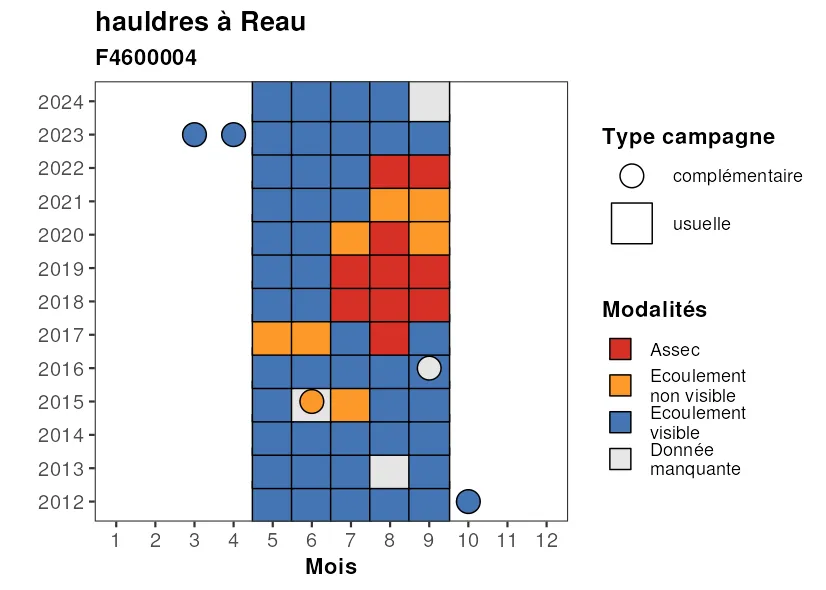 hauldres à Reau
F4600004
2024
2023
2022
2021
2020
2019
2018
2017
2016
2015
2014
2013
2012
1 2 3 4 5 6 7 8 9 10 11 12
Mois
Type campagne
complémentaire
usuelle
Modalités
Assec
Ecoulement
non visible
Ecoulement
visible
Donnée
manquante